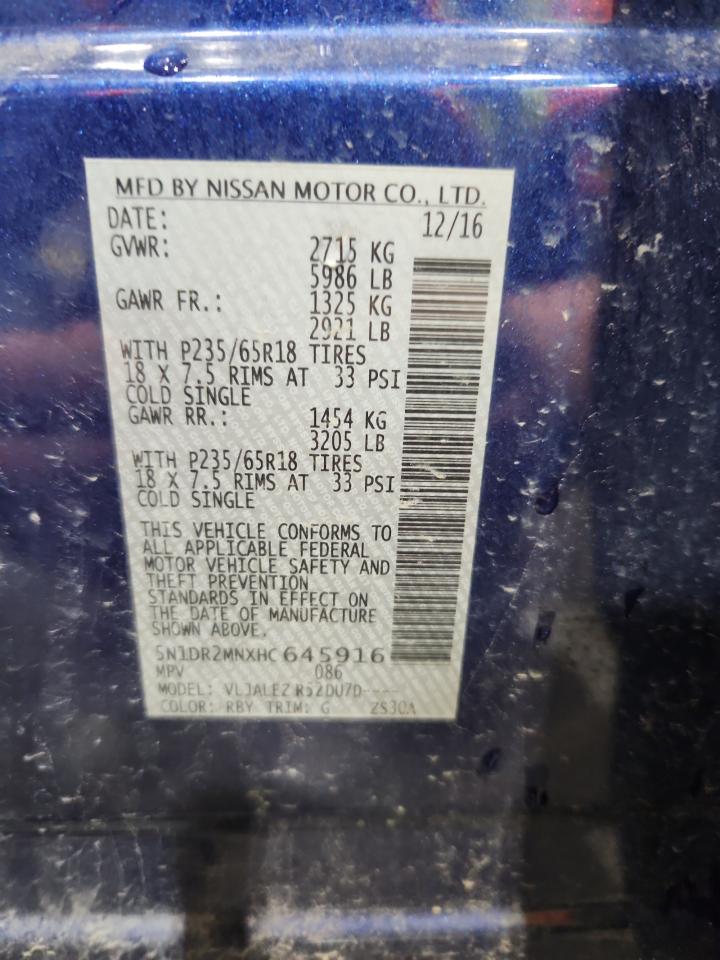 MFD BY NISSAN MOTOR CO., LTD.
DATE: 12/16
GVWR: 2715 KG
5986 LB
GAWR FR.: 1325 KG
2921 LB
WITH P235/65R18 TIRES
18 X 7.5 RIMS AT 33 PSI
COLD SINGLE
GAWR RR.: 1454 KG
3205 LB
WITH P235/65R18 TIRES
18 X 7.5 RIMS AT 33 PSI
COLD SINGLE
THIS VEHICLE CONFORMS TO
ALL APPLICABLE FEDERAL
MOTOR VEHICLE SAFETY AND
THEFT PREVENTION
STANDARDS IN EFFECT ON
THE DATE OF MANUFACTURE
SHOWN ABOVE.
5N1DR2MNXHC645916
MPV 086
MODEL: VLJALEZ R52DU7D----
COLOR: RBY TRIM: G ZS30A